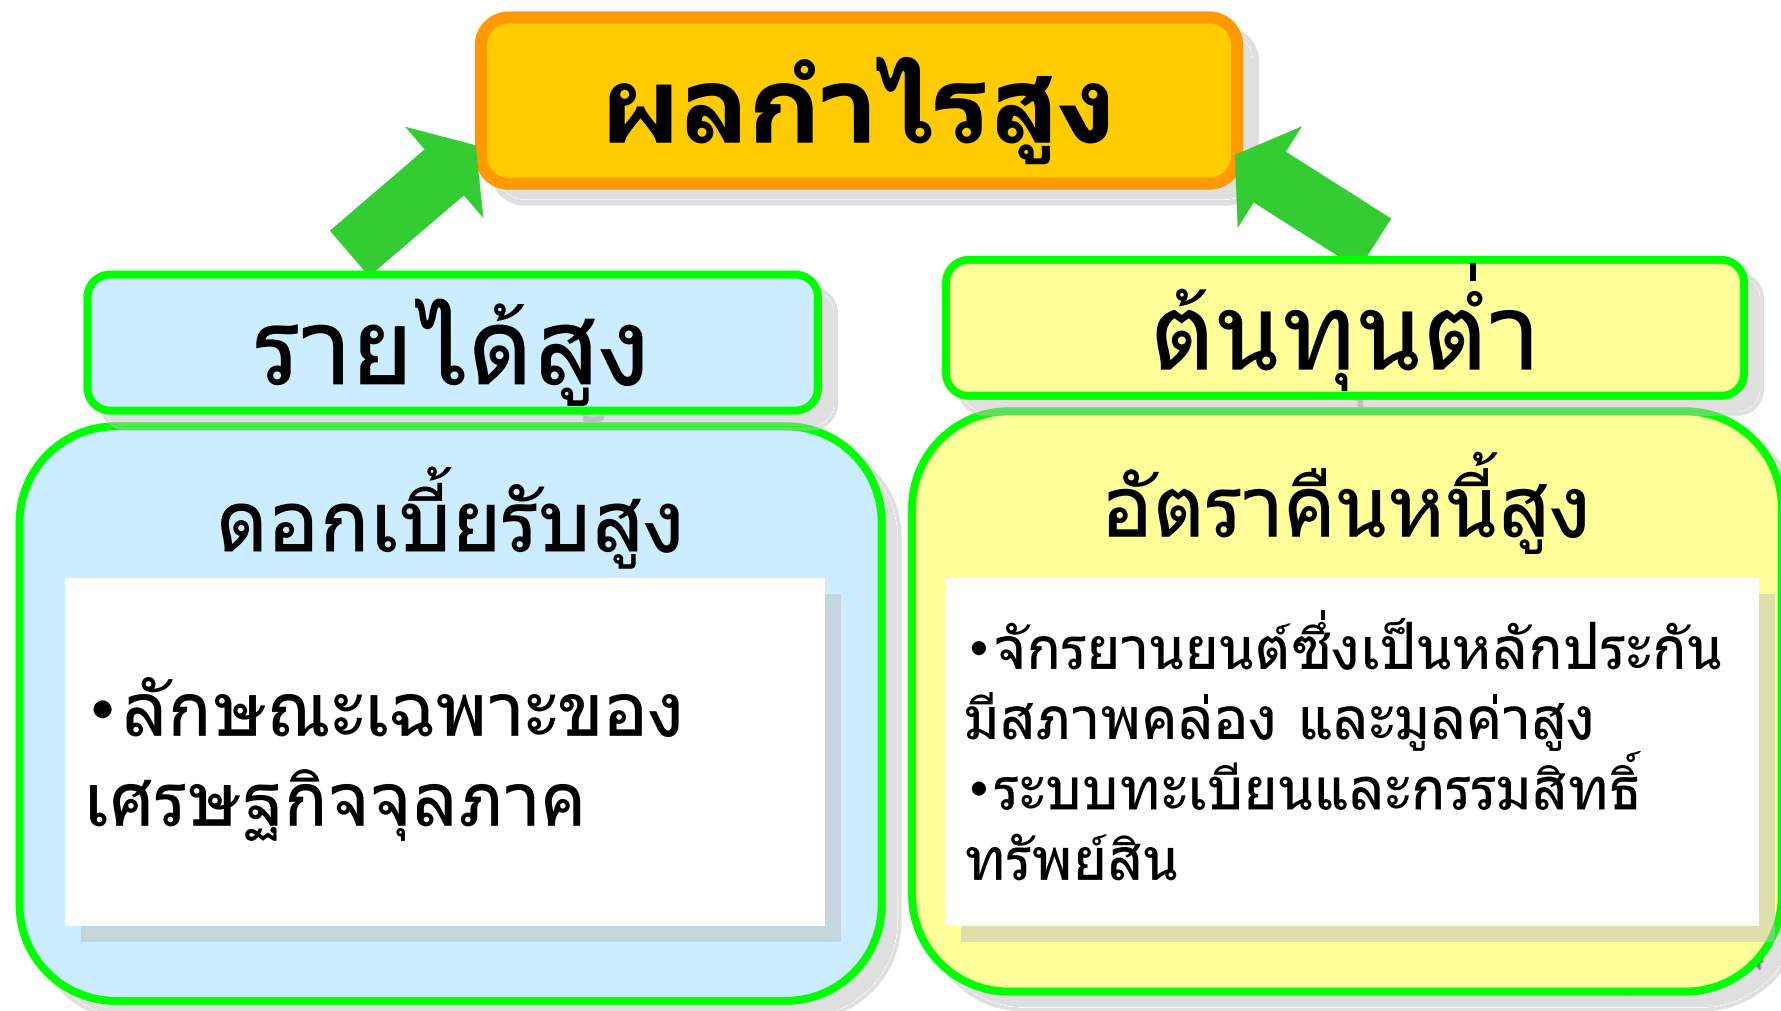 ผลกำไรสูง
รายได้สูง
ดอกเบี้ยรับสูง
•ลักษณะเฉพาะของ
เศรษฐกิจจุลภาค
ต้นทุนต่ำ
อัตราคืนหนี้สูง
•จักรยานยนต์ซึ่งเป็นหลักประกัน
มีสภาพคล่อง และมูลค่าสูง
•ระบบทะเบียนและกรรมสิทธิ์
ทรัพย์สิน